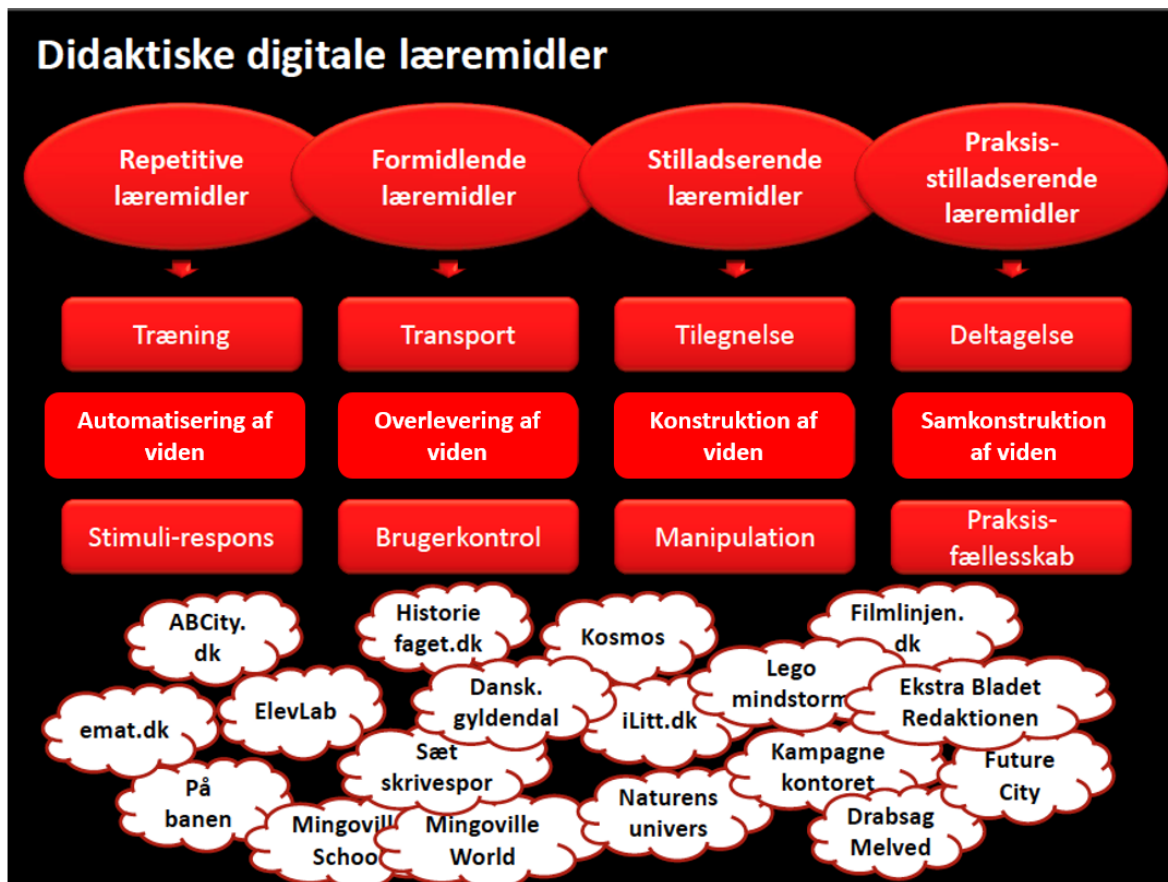 Didaktiske digitale læremidler
Repetitive
læremidler
Formidlende
læremidler
Stilladserende
læremidler
Praksis-
stilladserende
læremidler
Træning
Transport
Tilegnelse
Deltagelse
Automatisering af
viden
Overlevering af
viden
Konstruktion af
viden
Samkonstruktion
af viden
Stimuli-respons
Brugerkontrol
Manipulation
Praksis-
fællesskab
ABCity.
dk
Historie
faget.dk
Kosmos
Filmlinjen.
dk
emat.dk
ElevLab
Dansk.
gyldendal
iLitt.dk
Lego
mindstorm
Ekstra Bladet
Redaktionen
På
banen
Sæt
skrivespor
Kampagne
kontoret
Future
City
Mingovill
Schoo
Mingoville
World
Naturens
univers
Drabsag
Melved